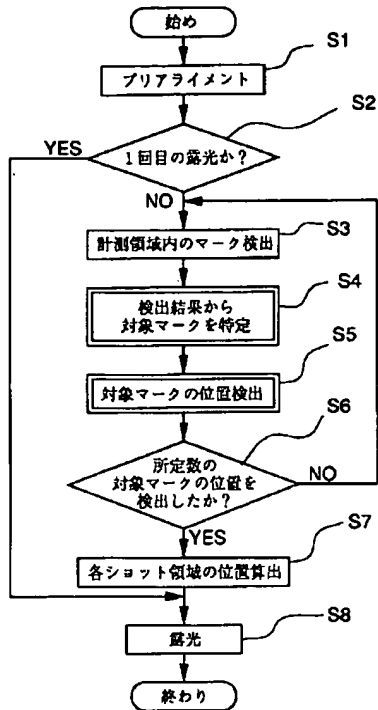 始め
S1
プリアライメント
S2
YES
1回目の露光か?
NO
S3
計測領域内のマーク検出
S4
検出結果から
対象マークを特定
S5
対象マークの位置検出
S6
所定数の
対象マークの位置を
検出したか?
NO
YES
S7
各ショット領域の位置算出
S8
露光
終わり